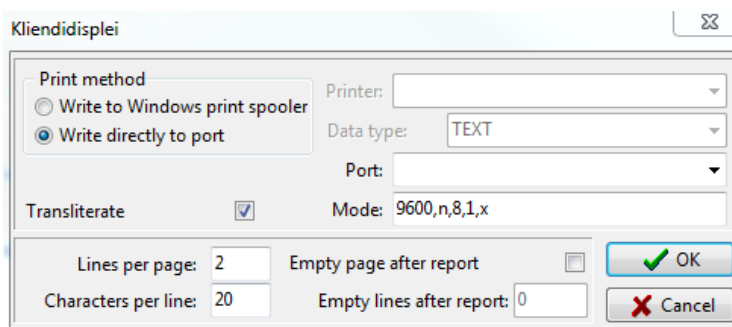 Kliendidisplei
Print method
Write to Windows print spooler
Write directly to port
Printer:
Data type: TEXT
Port:
Transliterate
Mode: 9600,n,8,1,x
Lines per page: 2
Empty page after report
OK
Characters per line: 20
Empty lines after report: 0
Cancel